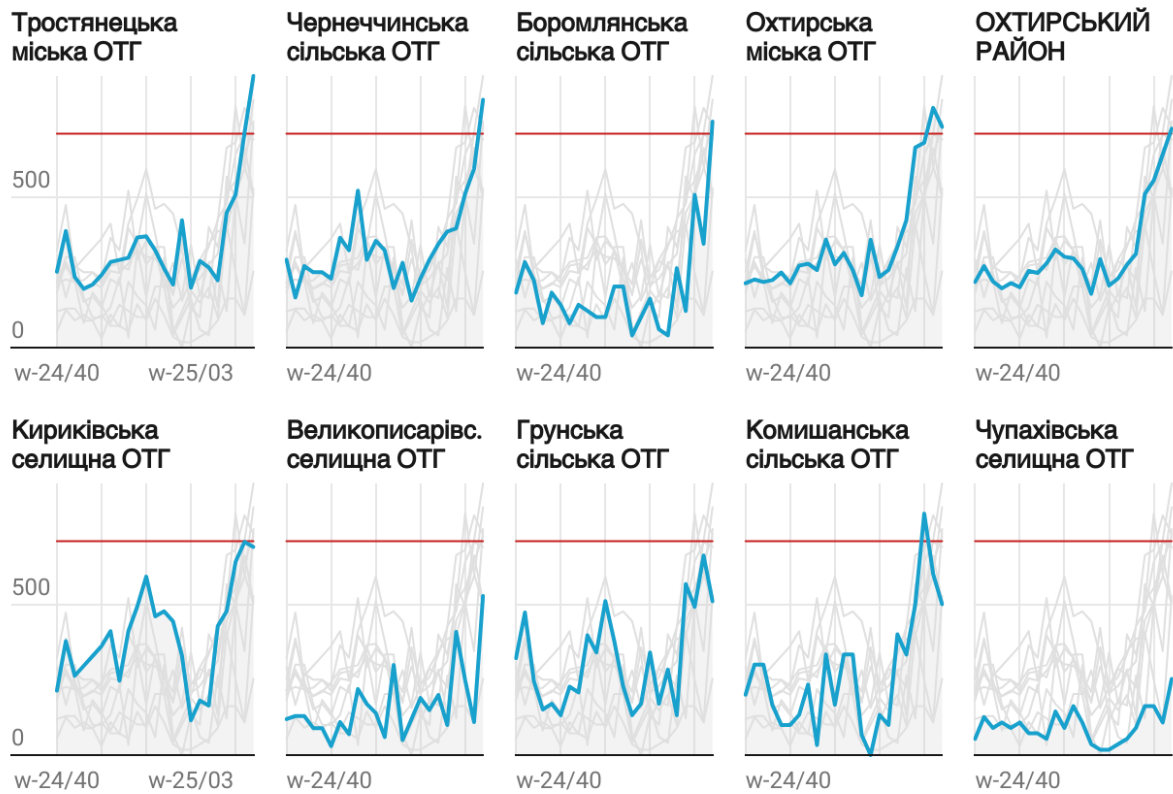 Тростянецька
міська ОТГ
Чернеччинська
сільська ОТГ
Боромлянська
сільська ОТГ
Охтирська
міська ОТГ
ОХТИРСЬКИЙ
РАЙОН
500
0
w-24/40
w-25/03
w-24/40
w-24/40
w-24/40
w-24/40
Кириківська
селищна ОТГ
Великописарівс.
селищна ОТГ
Грунська
сільська ОТГ
Комишанська
сільська ОТГ
Чупахівська
селищна ОТГ
500
0
w-24/40
w-25/03
w-24/40
w-24/40
w-24/40
w-24/40